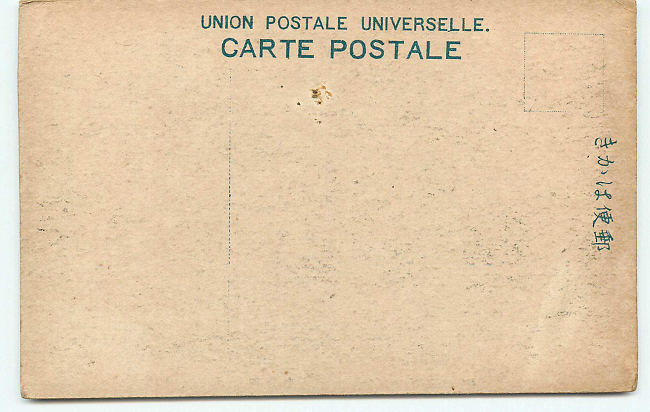 UNION POSTALE UNIVERSELLE.
CARTE POSTALE
郵便はかき